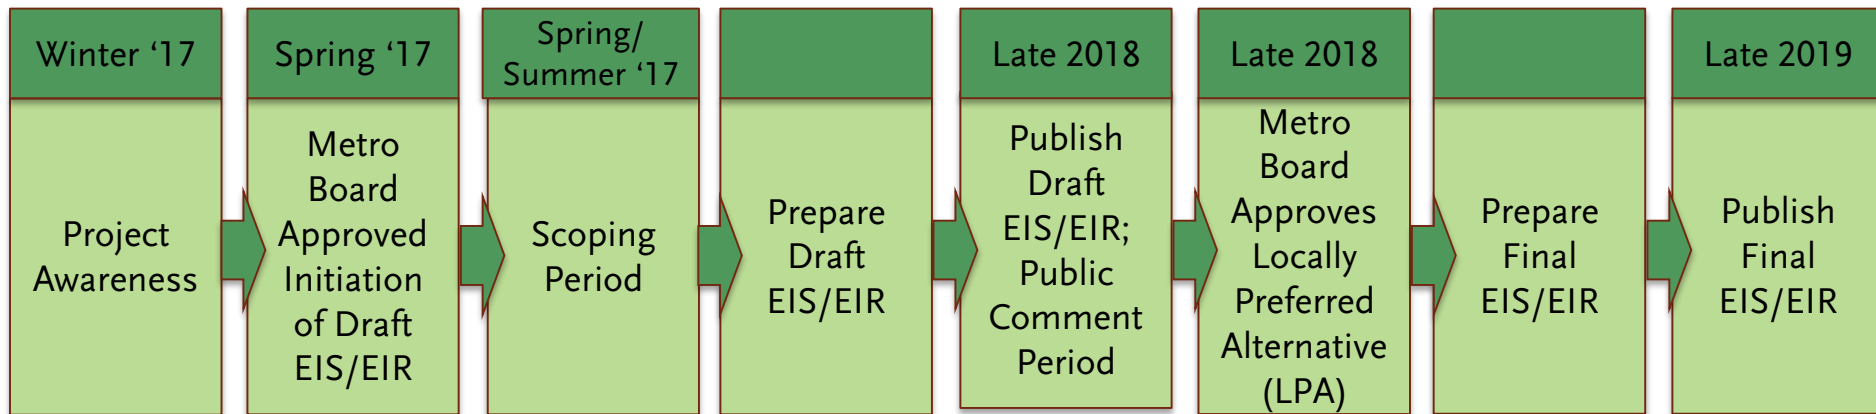 Winter ‘17
Project
Awareness
Spring ‘17
Metro
Board
Approved
Initiation
of Draft
EIS/EIR
Spring/
Summer ‘17
Scoping
Period
Prepare
Draft
EIS/EIR
Late 2018
Publish
Draft
EIS/EIR;
Public
Comment
Period
Late 2018
Metro
Board
Approves
Locally
Preferred
Alternative
(LPA)
Prepare
Final
EIS/EIR
Late 2019
Publish
Final
EIS/EIR